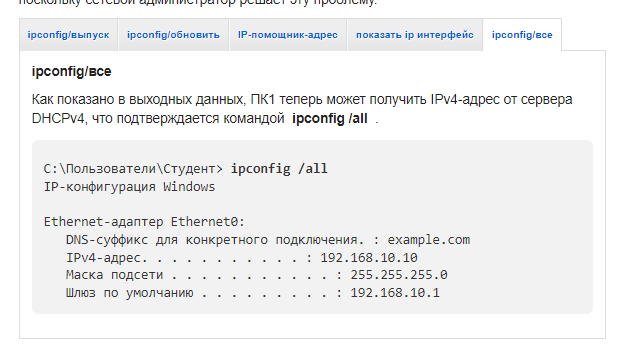 поскольку сетевой администратор решает эту проблему.
ipconfig/выпуск ipconfig/обновить IP-помощник-адрес показать ip интерфейс ipconfig/все
ipconfig/все
Как показано в выходных данных, ПК1 теперь может получить IPv4-адрес от сервера
DHCPv4, что подтверждается командой ipconfig /all .
C:\Пользователи\Студент> ipconfig /all
IP-конфигурация Windows
Ethernet-адаптер Ethernet0:
DNS-суффикс для конкретного подключения. : example.com
IPv4-адрес. . . . . . . . . . . : 192.168.10.10
Маска подсети . . . . . . . . . . . : 255.255.255.0
Шлюз по умолчанию . . . . . . . . . : 192.168.10.1